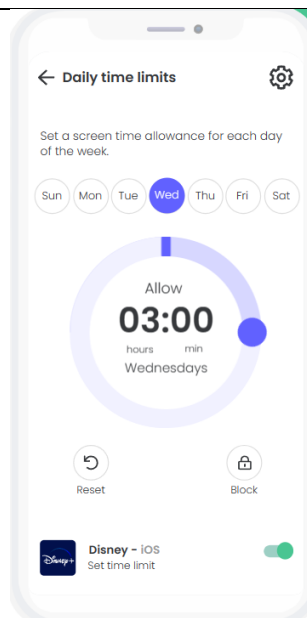 Daily time limits
Set a screen time allowance for each day
of the week.
Sun Mon Tue Wed Thu Fri Sat
Allow
03:00
hours min
Wednesdays
Reset Block
Disney+
Disney - iOS
Set time limit